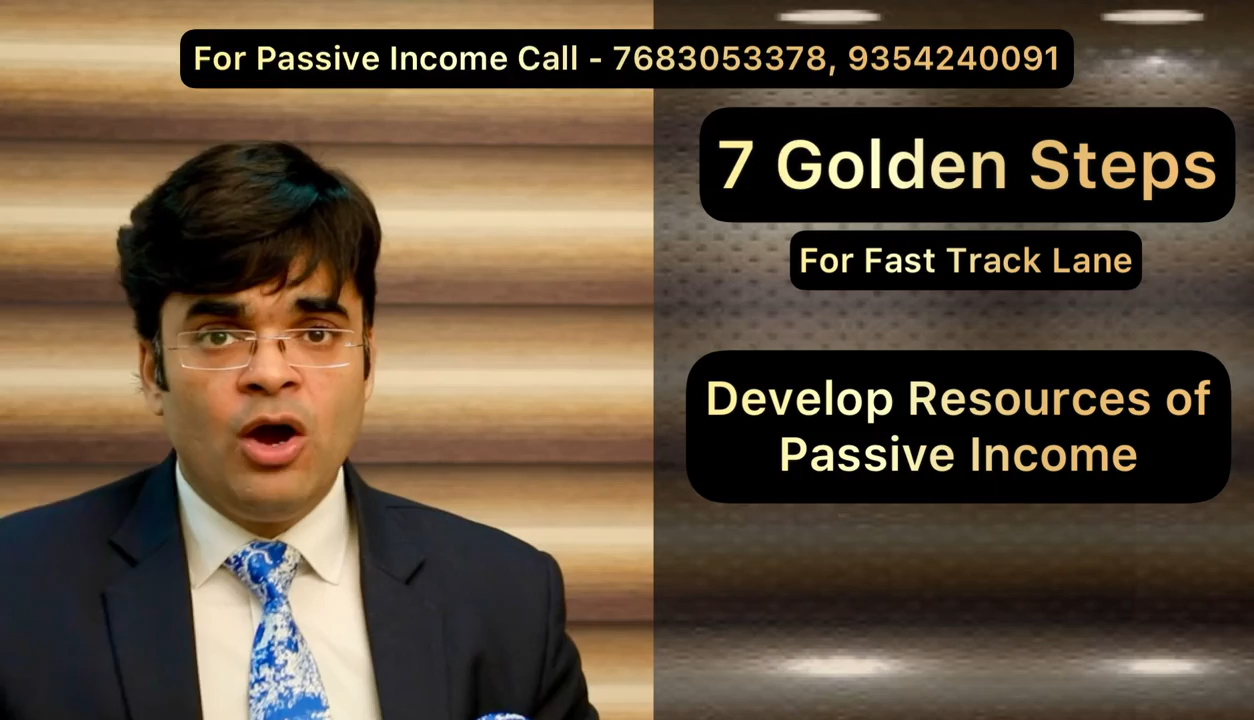 For Passive Income Call - 7683053378, 9354240091
7 Golden Steps
For Fast Track Lane
Develop Resources of
Passive Income